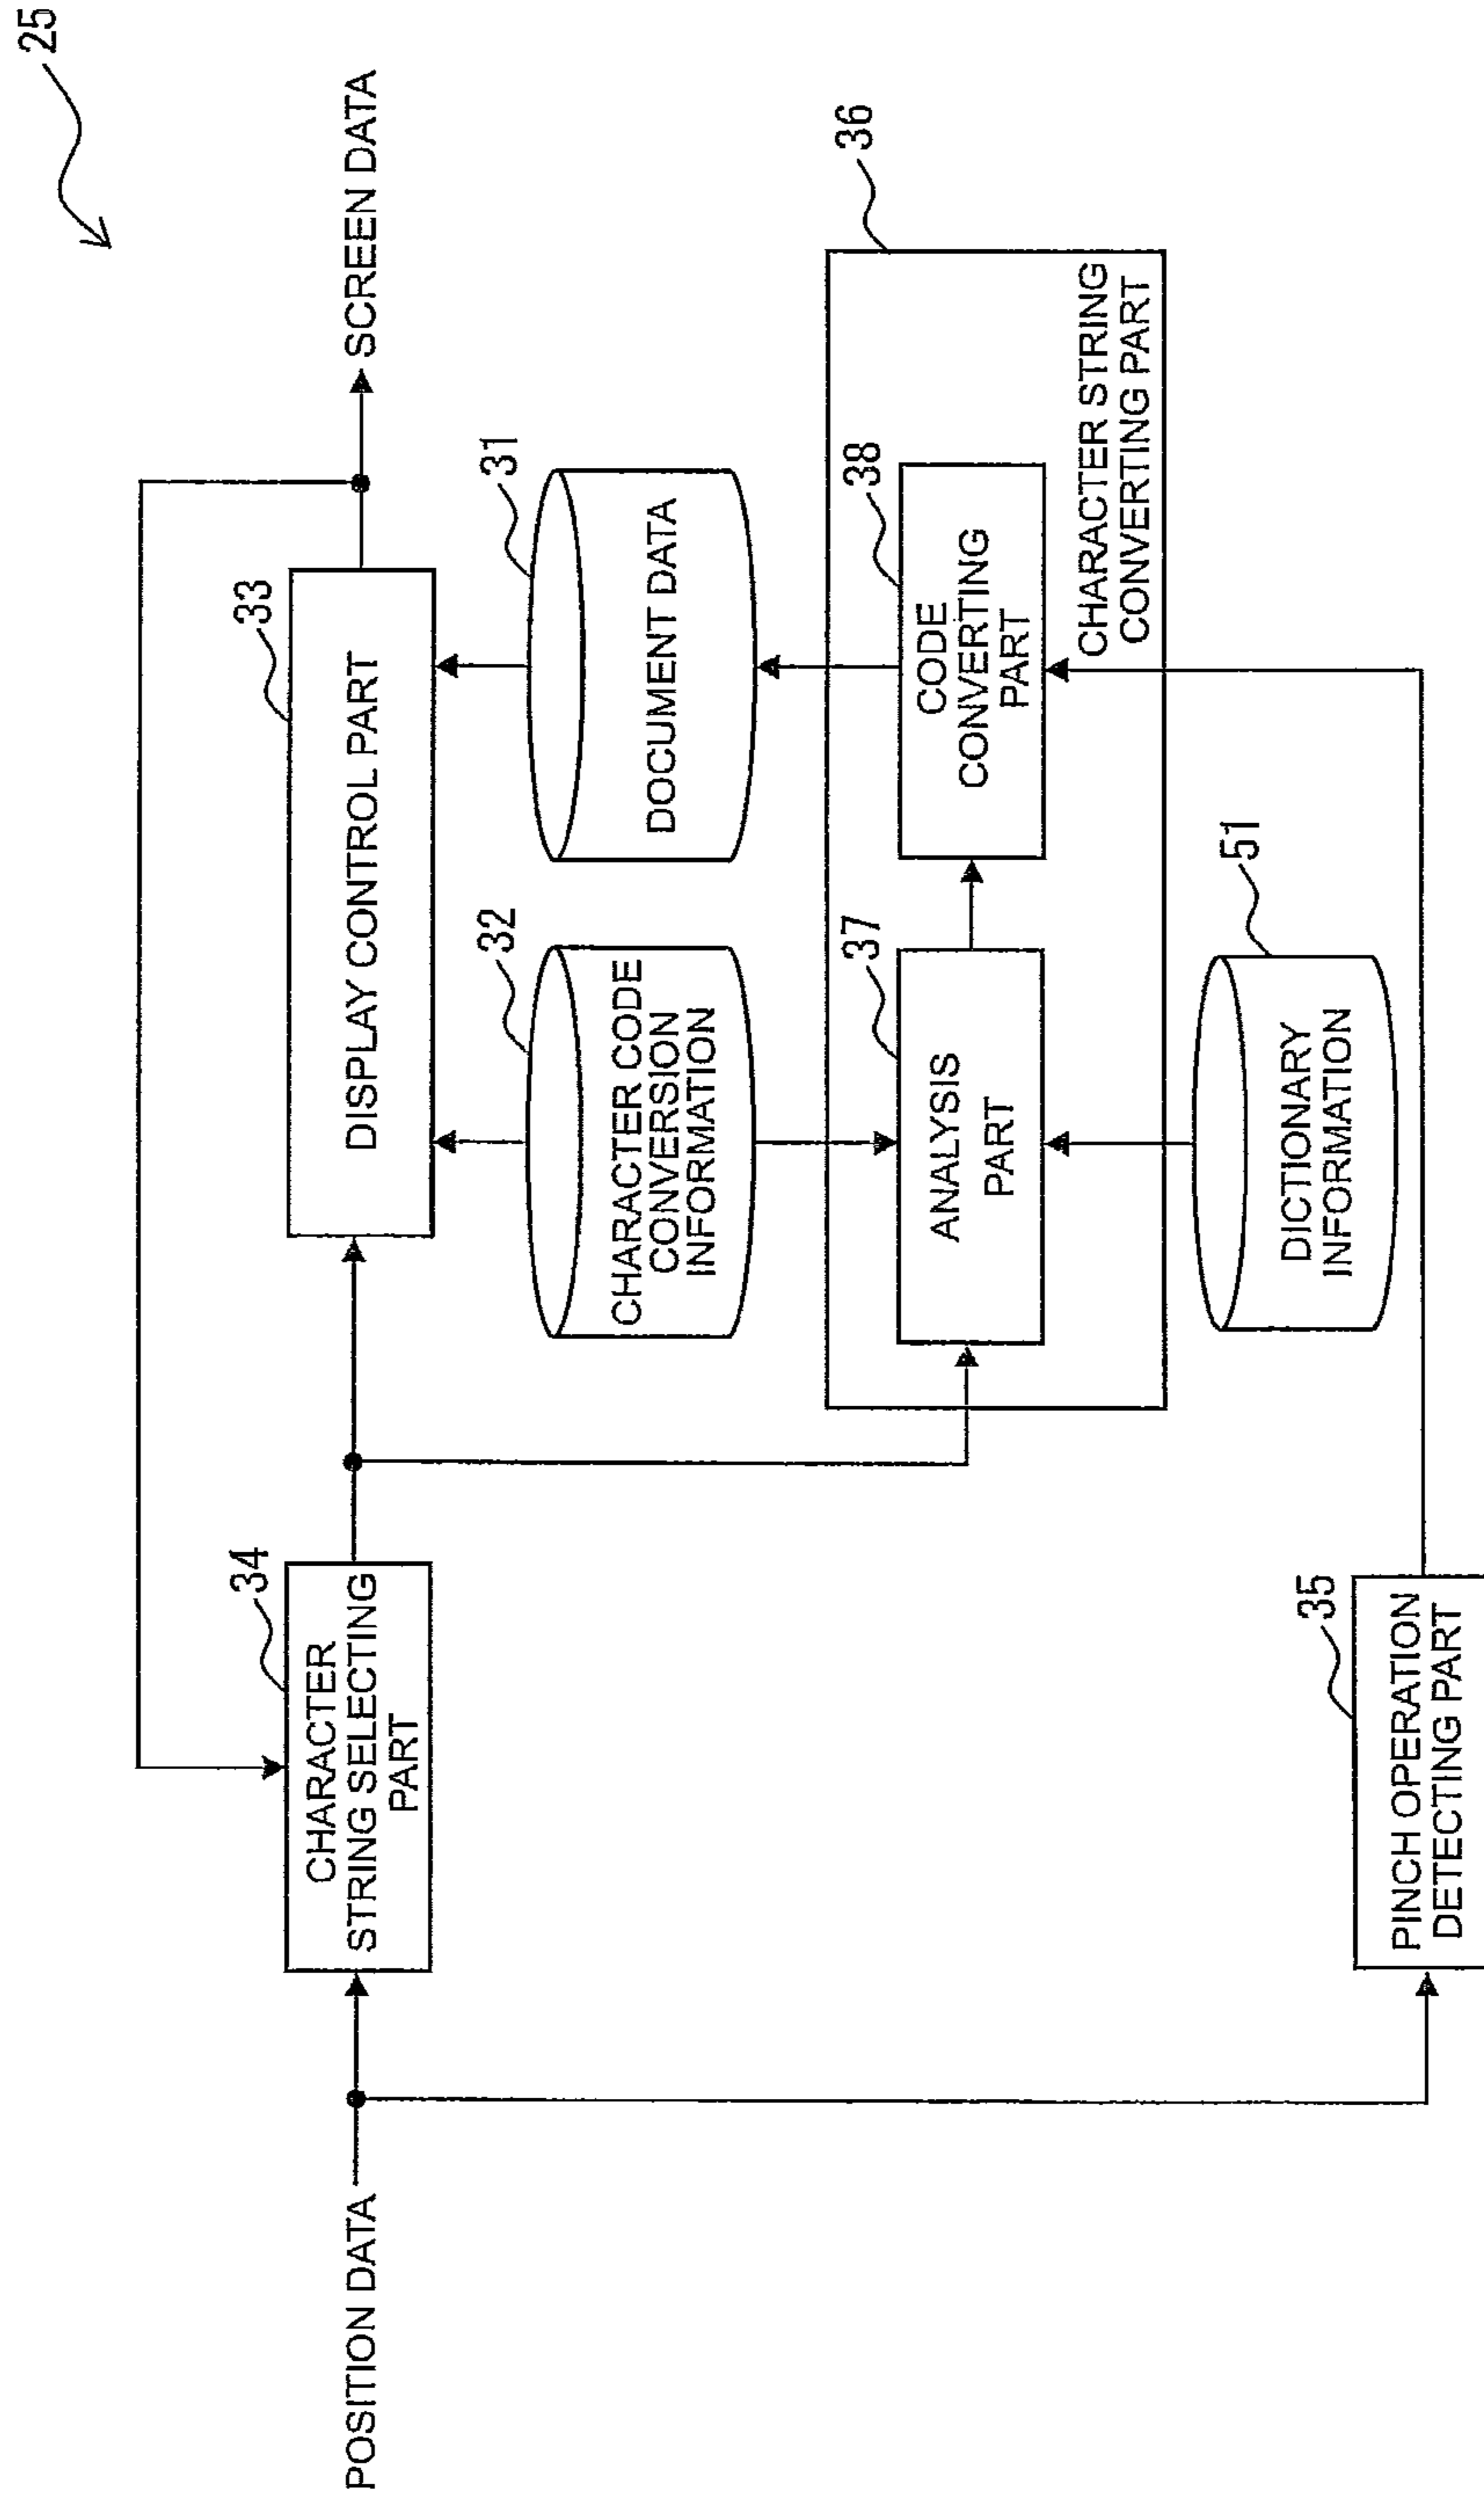 25
POSITION DATA
34
CHARACTER
STRING SELECTING
PART
33
DISPLAY CONTROL PART
SCREEN DATA
32
CHARACTER CODE
CONVERSION
INFORMATION
31
DOCUMENT DATA
36
37
ANALYSIS
PART
38
CODE
CONVERTING
PART
CHARACTER STRING
CONVERTING PART
51
DICTIONARY
INFORMATION
35
PINCH OPERATION
DETECTING PART